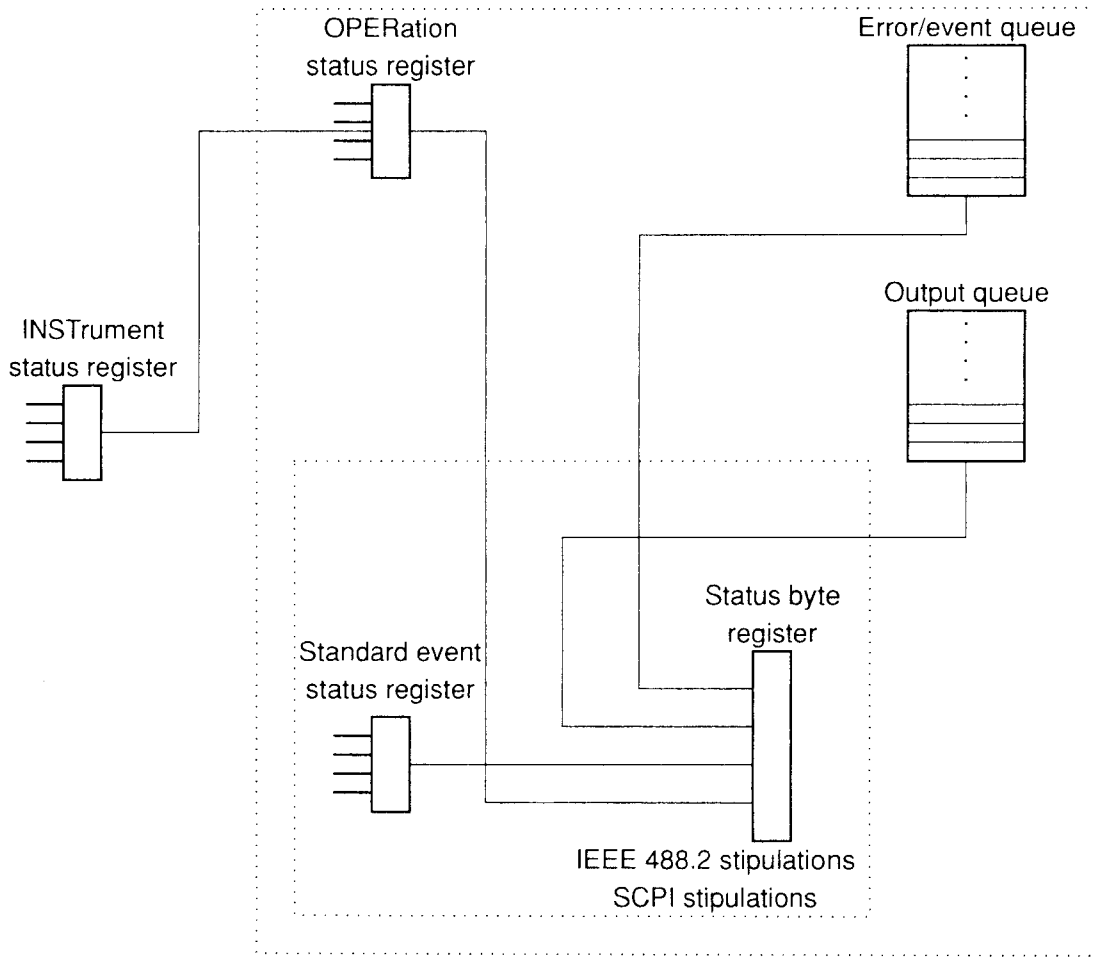 OPERation
status register
Error/event queue
Output queue
INSTrument
status register
Status byte
register
Standard event
status register
IEEE 488.2 stipulations
SCPI stipulations